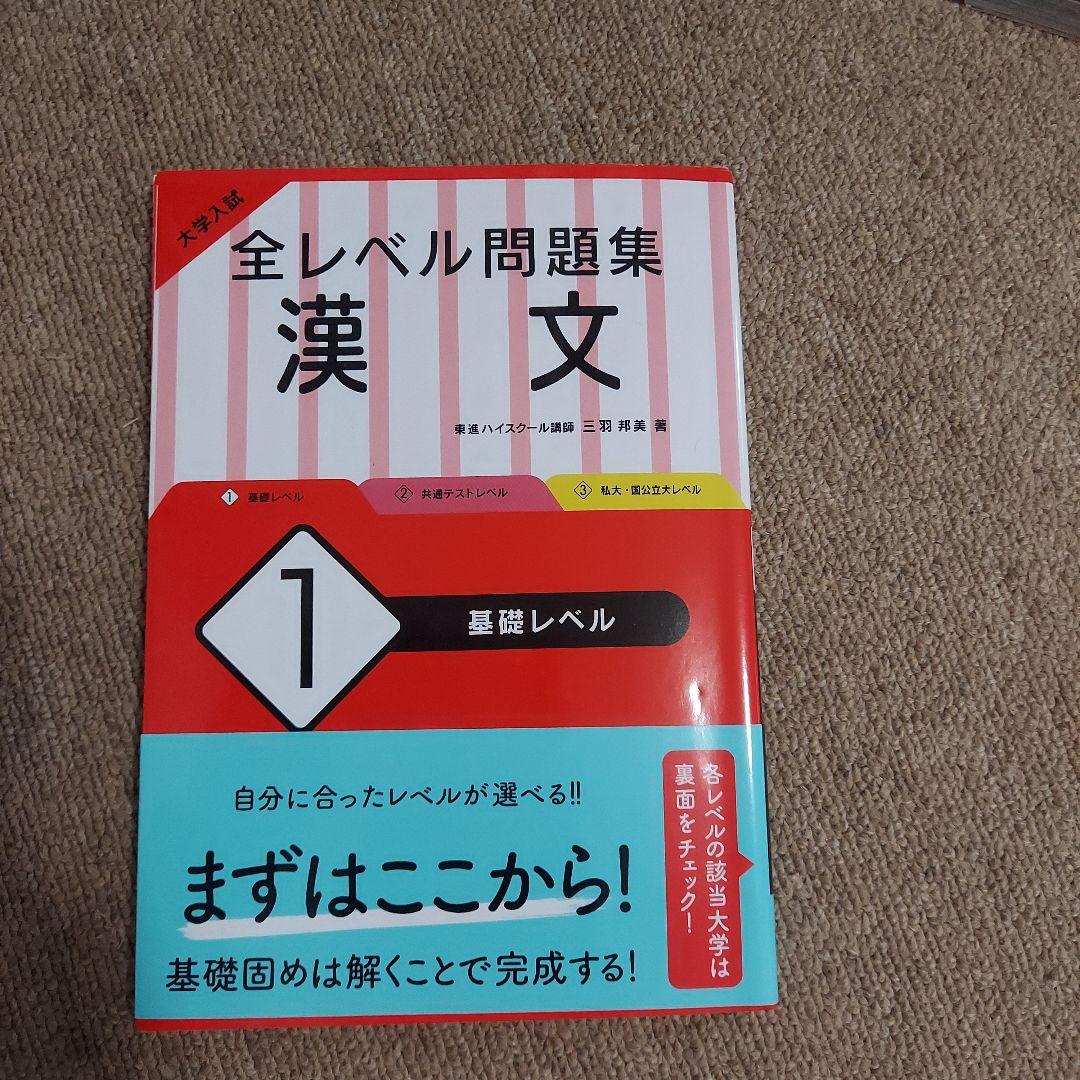 大学入試
全レベル問題集
漢文
東進ハイスクール講師 三羽邦美 著
1 基礎レベル
2 共通テストレベル
3 私大・国公立大レベル
1
基礎レベル
自分に合ったレベルが選べる!!
まずはここから!
基礎固めは解くことで完成する!
各レベルの該当大学は
裏面をチェック!